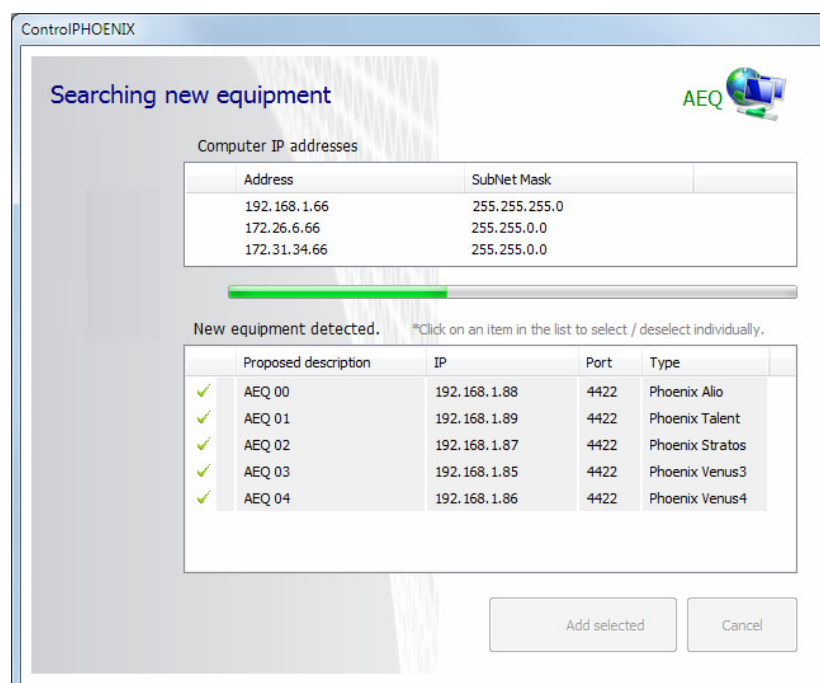 ControlPHOENIX
Searching new equipment
AEQ
Computer IP addresses
Address SubNet Mask
192.168.1.66 255.255.255.0
172.26.6.66 255.255.0.0
172.31.34.66 255.255.0.0
New equipment detected. *Click on an item in the list to select / deselect individually.
Proposed description IP Port Type
AEQ 00 192.168.1.88 4422 Phoenix Alio
AEQ 01 192.168.1.89 4422 Phoenix Talent
AEQ 02 192.168.1.87 4422 Phoenix Stratos
AEQ 03 192.168.1.85 4422 Phoenix Venus3
AEQ 04 192.168.1.86 4422 Phoenix Venus4
Add selected Cancel